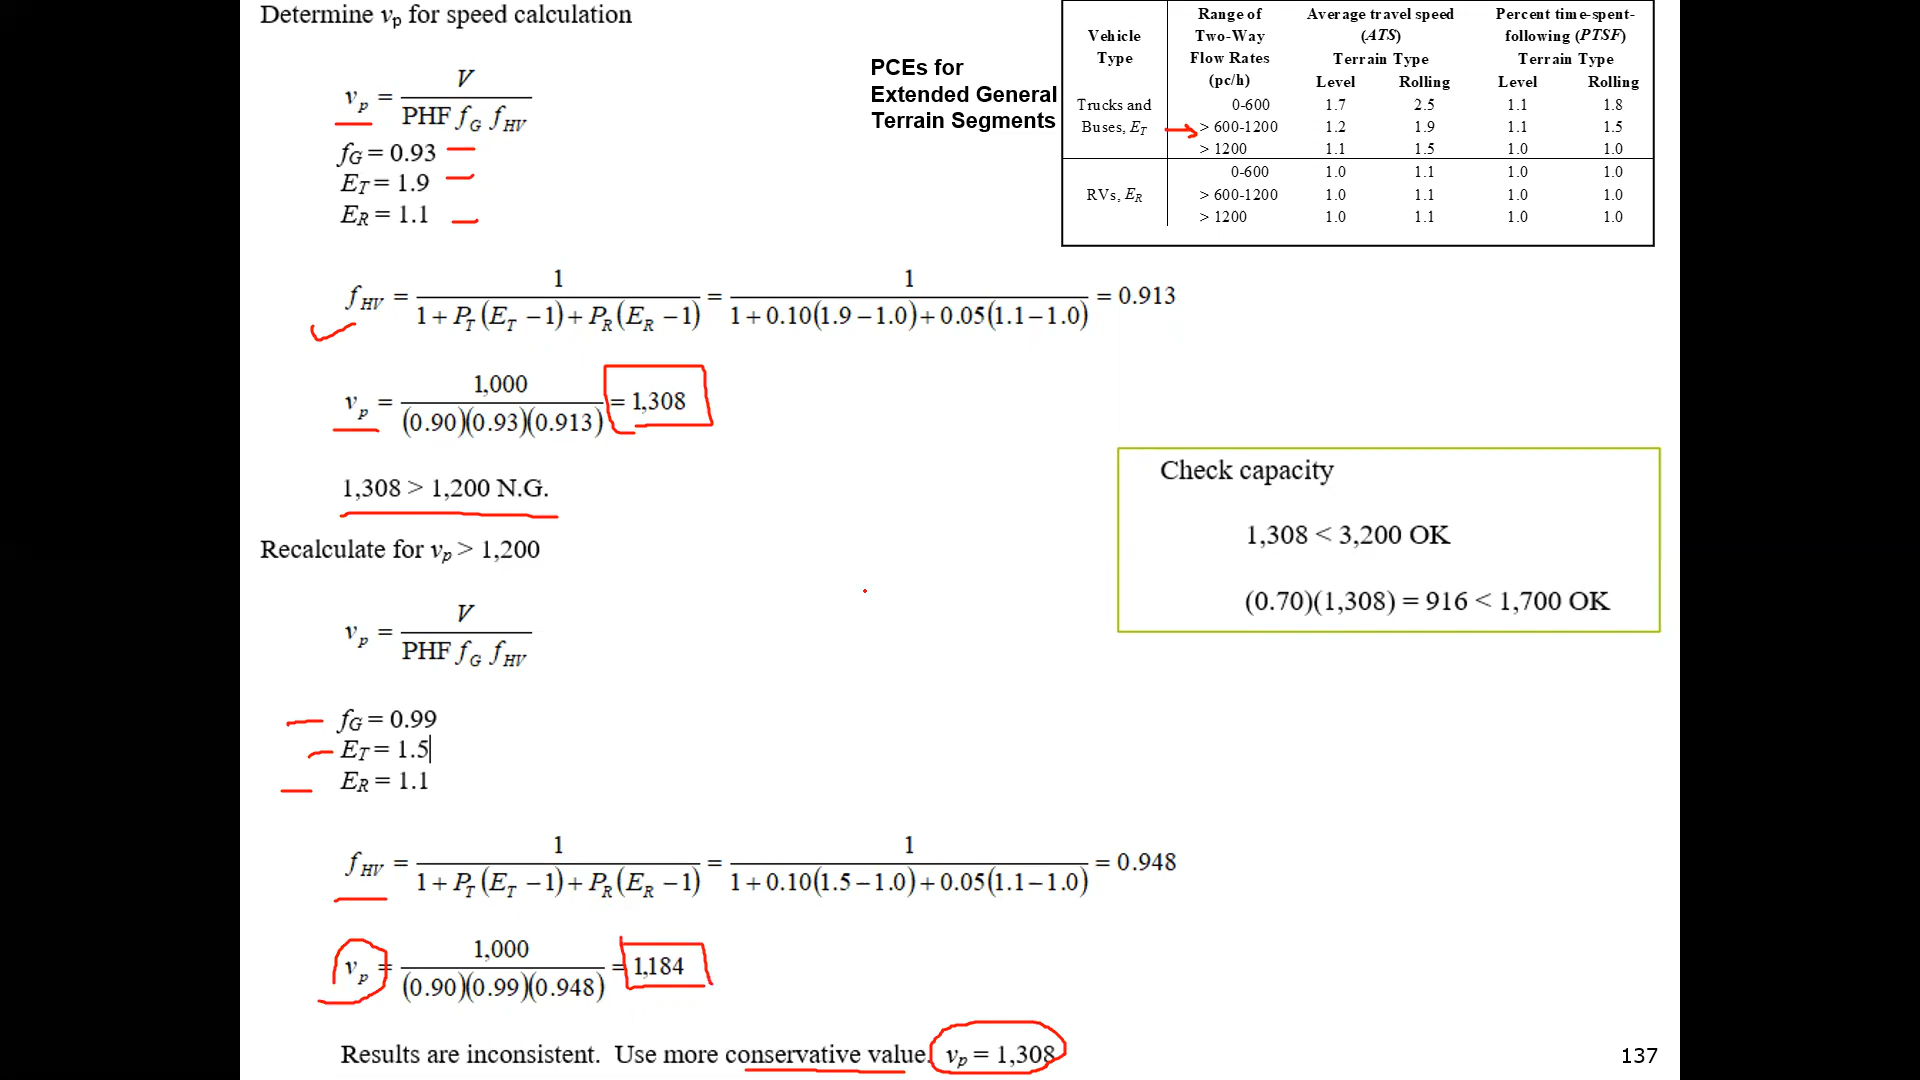 Determine vp for speed calculation
vp = V / PHF fG fHV
fG = 0.93
ET = 1.9
ER = 1.1
fHV = 1 / 1 + PT (ET − 1) + PR (ER − 1) = 1 / 1 + 0.10(1.9 − 1.0) + 0.05(1.1 − 1.0) = 0.913
vp = 1,000 / (0.90)(0.93)(0.913) = 1,308
1,308 > 1,200 N.G.
Recalculate for vp > 1,200
vp = V / PHF fG fHV
fG = 0.99
ET = 1.5
ER = 1.1
fHV = 1 / 1 + PT (ET − 1) + PR (ER − 1) = 1 / 1 + 0.10(1.5 − 1.0) + 0.05(1.1 − 1.0) = 0.948
vp = 1,000 / (0.90)(0.99)(0.948) = 1,184
Results are inconsistent. Use more conservative value. vp = 1,308
PCEs for
Extended General
Terrain Segments
Vehicle Type | Range of Two-Way Flow Rates (pc/h) | Average travel speed (ATS) | Percent time-spent-following (PTSF)
Terrain Type | Terrain Type
Level | Rolling | Level | Rolling
Trucks and 0-600 1.7 2.5 1.1 1.8
Buses, ET > 600-1200 1.2 1.9 1.1 1.5
> 1200 1.1 1.5 1.0 1.0
0-600 1.0 1.1 1.0 1.0
RVs, ER > 600-1200 1.0 1.1 1.0 1.0
> 1200 1.0 1.1 1.0 1.0
Check capacity
1,308 < 3,200 OK
(0.70)(1,308) = 916 < 1,700 OK
137